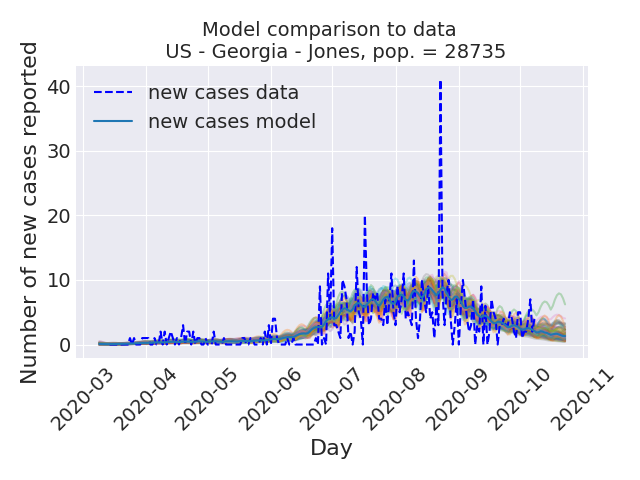 Model comparison to data
US - Georgia - Jones, pop. = 28735
Number of new cases reported
40
30
20
10
0
new cases data
new cases model
2020-03
2020-04
2020-05
2020-06
2020-07
2020-08
2020-09
2020-10
2020-11
Day